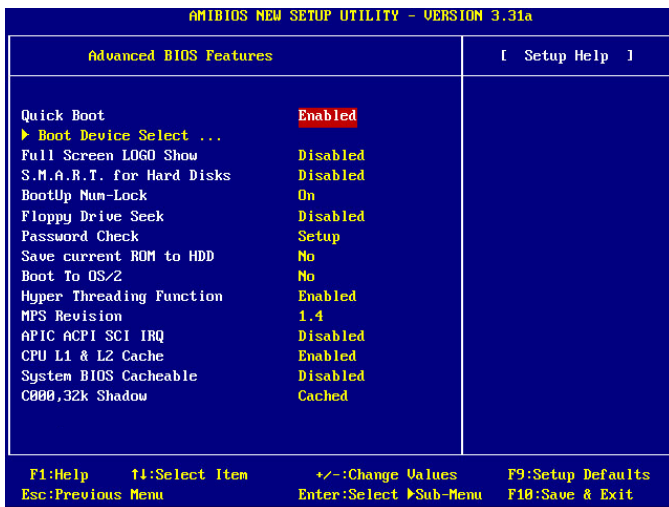 AMIBIOS NEW SETUP UTILITY - VERSION 3.31a
Advanced BIOS Features
[ Setup Help ]
Quick Boot Enabled
▶ Boot Device Select ...
Full Screen LOGO Show Disabled
S.M.A.R.T. for Hard Disks Disabled
BootUp Num-Lock On
Floppy Drive Seek Disabled
Password Check Setup
Save current ROM to HDD No
Boot To OS/2 No
Hyper Threading Function Enabled
MPS Revision 1.4
APIC ACPI SCI IRQ Disabled
CPU L1 & L2 Cache Enabled
System BIOS Cacheable Disabled
C000,32k Shadow Cached
F1:Help ↑↓:Select Item +/-:Change Values F9:Setup Defaults
Esc:Previous Menu Enter:Select ▶Sub-Menu F10:Save & Exit